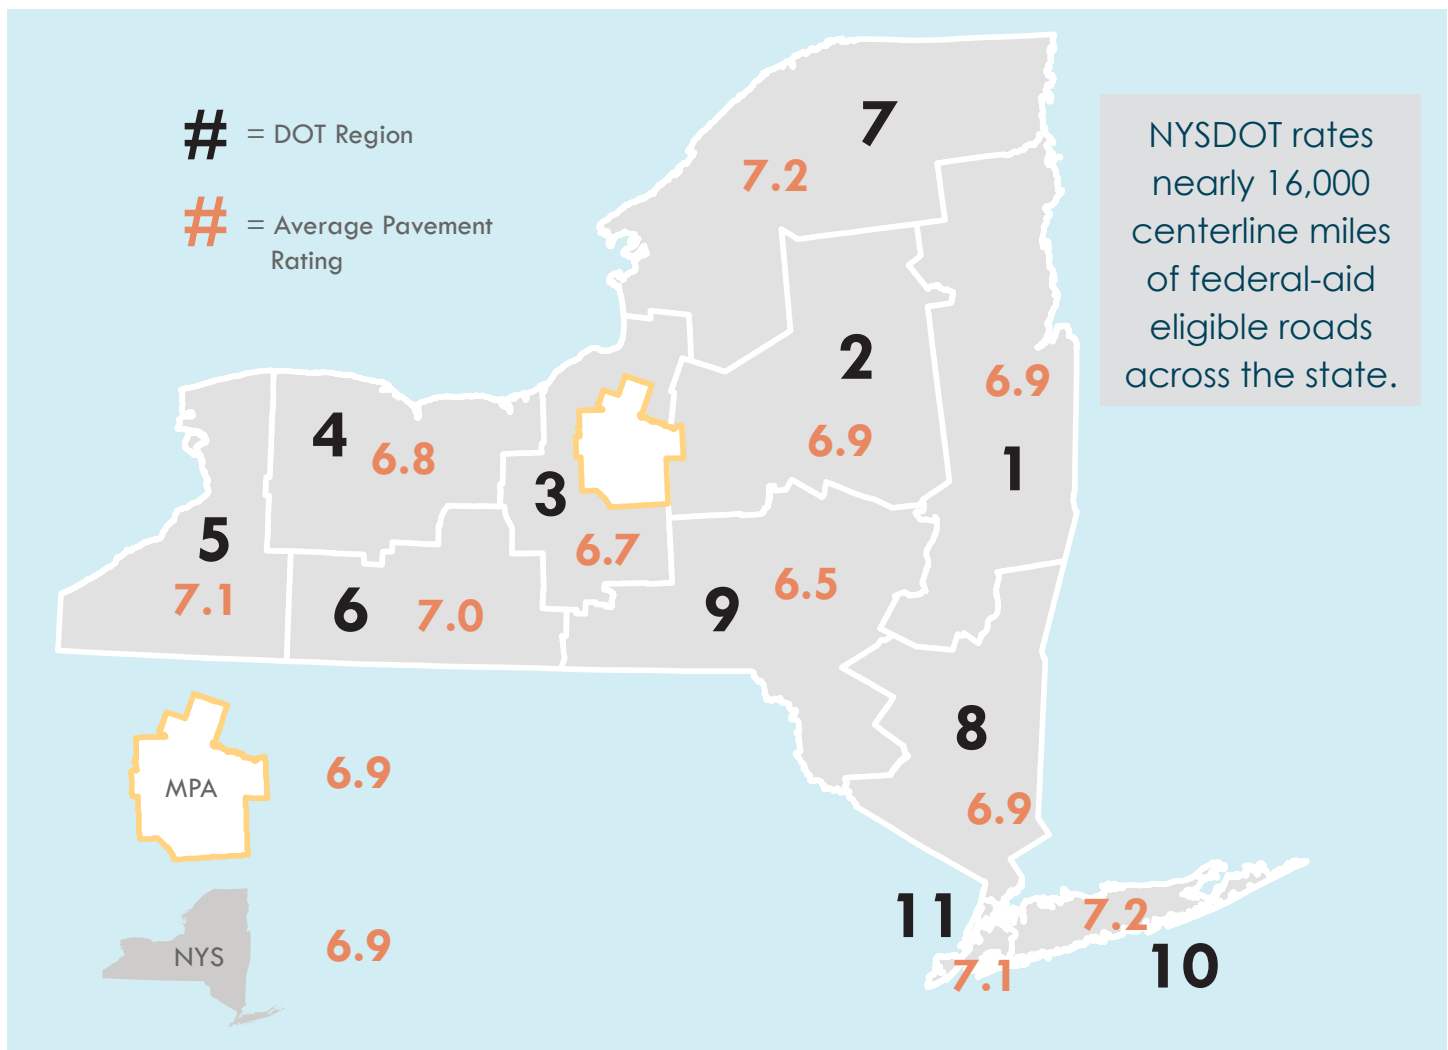 # = DOT Region
# = Average Pavement
Rating
NYSDOT rates
nearly 16,000
centerline miles
of federal-aid
eligible roads
across the state.
7
7.2
2
6.9
6.9
1
4
6.8
3
6.7
5
7.1
6
7.0
9
6.5
8
6.9
MPA
6.9
11
7.2
7.1
10
NYS
6.9